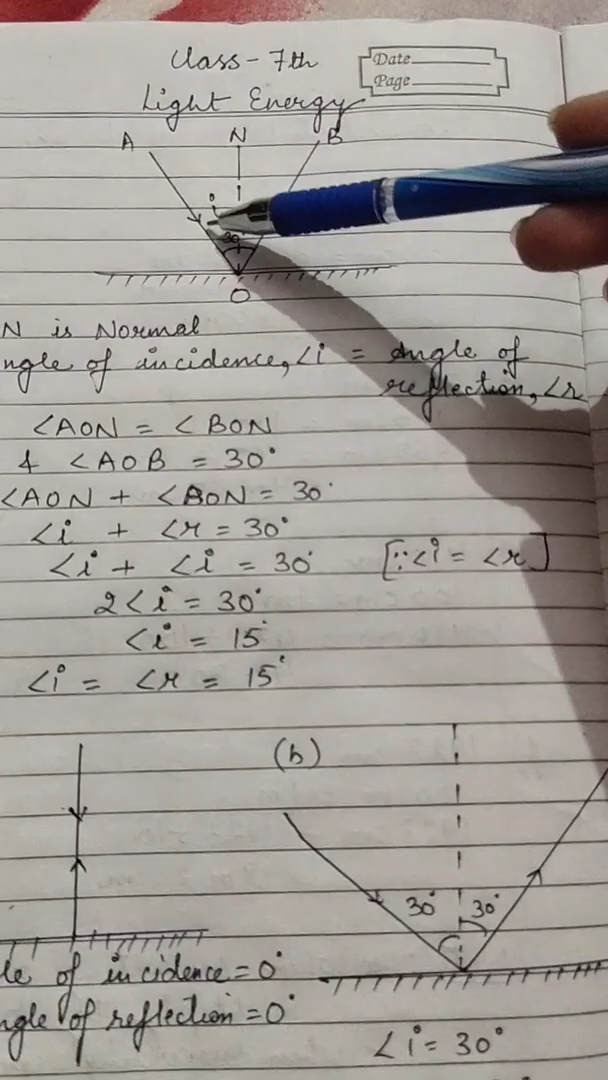 Class - 7th
Date
Page
Light Energy
A N B
i
30°
O
N is Normal
ngle of incidence, ∠i = Angle of
reflection, ∠r
∠AON = ∠BON
& ∠AOB = 30°
∠AON + ∠BON = 30°
∠i + ∠r = 30°
∠i + ∠i = 30° [∵∠i = ∠r]
2∠i = 30°
∠i = 15°
∠i = ∠r = 15°
(b)
30° 30°
le of incidence = 0°
ngle of reflection = 0°
∠i = 30°